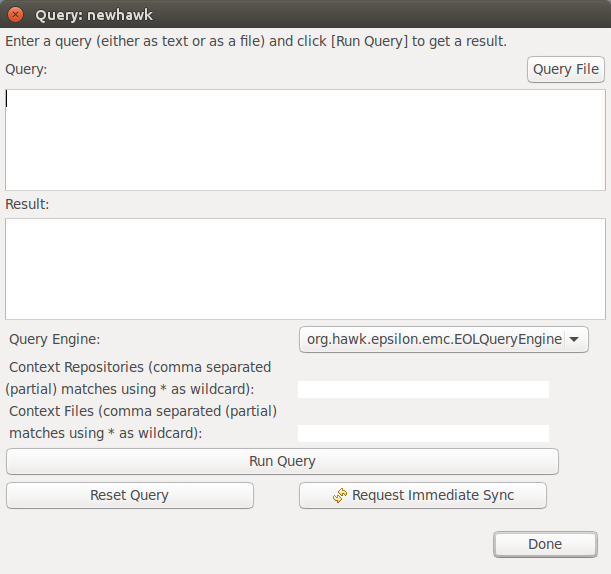 Query: newhawk
Enter a query (either as text or as a file) and click [Run Query] to get a result.
Query:
Query File
Result:
Query Engine:
org.hawk.epsilon.emc.EOLQueryEngine
Context Repositories (comma separated
(partial) matches using * as wildcard):
Context Files (comma separated (partial)
matches using * as wildcard):
Run Query
Reset Query
Request Immediate Sync
Done